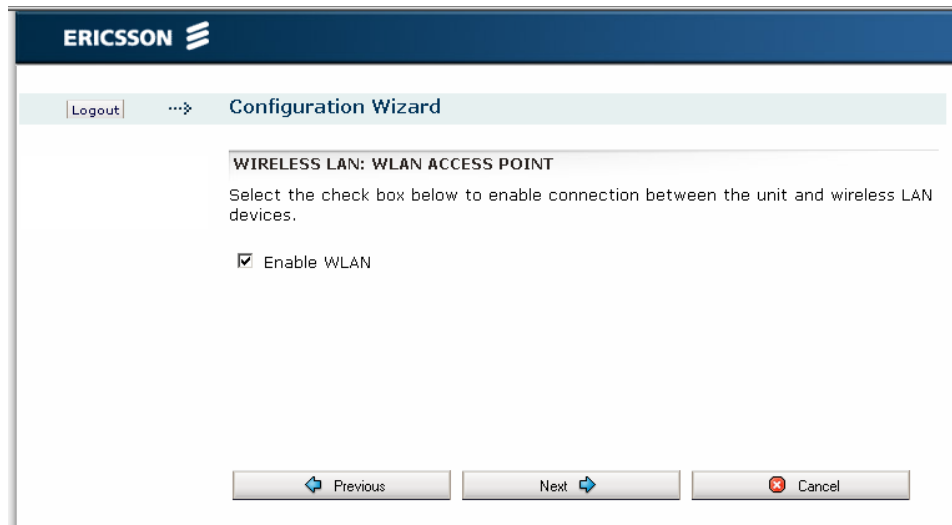 ERICSSON
Logout
Configuration Wizard
WIRELESS LAN: WLAN ACCESS POINT
Select the check box below to enable connection between the unit and wireless LAN
devices.
Enable WLAN
Previous
Next
Cancel